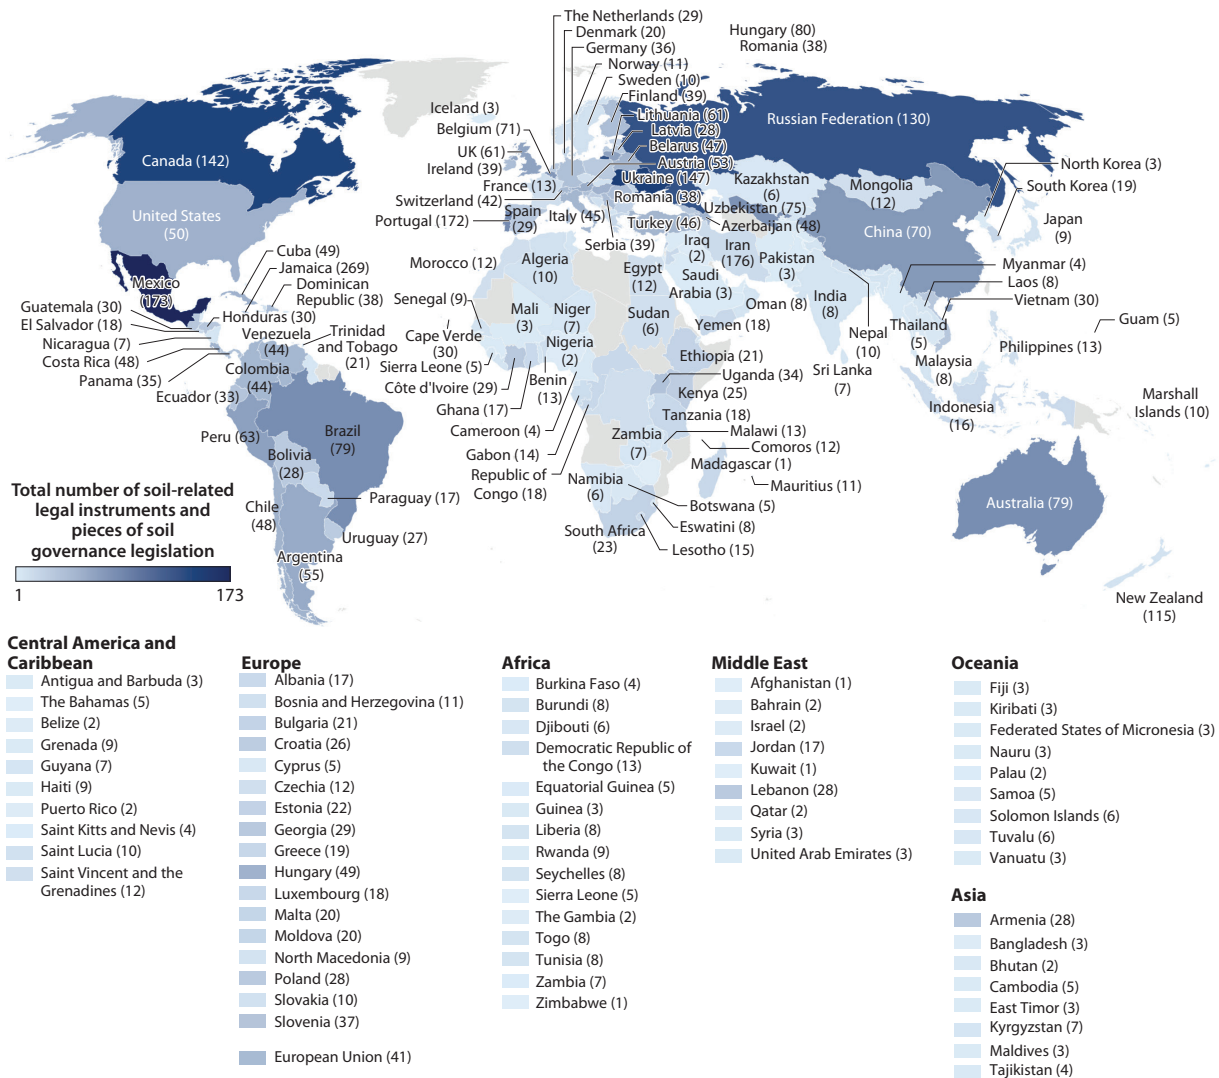 The Netherlands (29)
Denmark (20)
Germany (36)
Norway (11)
Sweden (10)
Finland (39)
Lithuania (61)
Latvia (28)
Belarus (47)
Austria (53)
Ukraine (147)
Romania (38)
Hungary (80)
Romania (38)
Iceland (3)
Belgium (71)
UK (61)
Ireland (39)
France (13)
Switzerland (42)
Portugal (172)
Spain
(29)
Italy (45)
Serbia (39)
Turkey (46)
Russian Federation (130)
Kazakhstan
(6)
Mongolia
(12)
Uzbekistan (75)
Azerbaijan (48)
China (70)
North Korea (3)
South Korea (19)
Japan
(9)
Canada (142)
United States
(50)
Mexico
(173)
Cuba (49)
Jamaica (269)
Dominican
Republic (38)
Guatemala (30)
El Salvador (18)
Nicaragua (7)
Costa Rica (48)
Panama (35)
Honduras (30)
Venezuela
(44)
Trinidad
and Tobago
(21)
Colombia
(44)
Ecuador (33)
Peru (63)
Brazil
(79)
Bolivia
(28)
Paraguay (17)
Chile
(48)
Uruguay (27)
Argentina
(55)
Morocco (12)
Algeria
(10)
Egypt
(12)
Iraq
(2)
Iran
(176)
Pakistan
(3)
Saudi
Arabia (3)
Oman (8)
Yemen (18)
Senegal (9)
Mali
(3)
Niger
(7)
Sudan
(6)
Cape Verde
(30)
Nigeria
(2)
Sierra Leone (5)
Côte d'Ivoire (29)
Benin
(13)
Ghana (17)
Cameroon (4)
Gabon (14)
Republic of
Congo (18)
Ethiopia (21)
Uganda (34)
Kenya (25)
Tanzania (18)
Malawi (13)
Zambia
(7)
Comoros (12)
Madagascar (1)
Mauritius (11)
Namibia
(6)
Botswana (5)
Eswatini (8)
Lesotho (15)
South Africa
(23)
India
(8)
Nepal
(10)
Sri Lanka
(7)
Myanmar (4)
Laos (8)
Vietnam (30)
Thailand
(5)
Malaysia
(8)
Guam (5)
Philippines (13)
Indonesia
(16)
Marshall
Islands (10)
Australia (79)
New Zealand
(115)
Total number of soil-related
legal instruments and
pieces of soil
governance legislation
1
173
Central America and
Caribbean
Antigua and Barbuda (3)
The Bahamas (5)
Belize (2)
Grenada (9)
Guyana (7)
Haiti (9)
Puerto Rico (2)
Saint Kitts and Nevis (4)
Saint Lucia (10)
Saint Vincent and the
Grenadines (12)
Europe
Albania (17)
Bosnia and Herzegovina (11)
Bulgaria (21)
Croatia (26)
Cyprus (5)
Czechia (12)
Estonia (22)
Georgia (29)
Greece (19)
Hungary (49)
Luxembourg (18)
Malta (20)
Moldova (20)
North Macedonia (9)
Poland (28)
Slovakia (10)
Slovenia (37)
European Union (41)
Africa
Burkina Faso (4)
Burundi (8)
Djibouti (6)
Democratic Republic of
the Congo (13)
Equatorial Guinea (5)
Guinea (3)
Liberia (8)
Rwanda (9)
Seychelles (8)
Sierra Leone (5)
The Gambia (2)
Togo (8)
Tunisia (8)
Zambia (7)
Zimbabwe (1)
Middle East
Afghanistan (1)
Bahrain (2)
Israel (2)
Jordan (17)
Kuwait (1)
Lebanon (28)
Qatar (2)
Syria (3)
United Arab Emirates (3)
Oceania
Fiji (3)
Kiribati (3)
Federated States of Micronesia (3)
Nauru (3)
Palau (2)
Samoa (5)
Solomon Islands (6)
Tuvalu (6)
Vanuatu (3)
Asia
Armenia (28)
Bangladesh (3)
Bhutan (2)
Cambodia (5)
East Timor (3)
Kyrgyzstan (7)
Maldives (3)
Tajikistan (4)